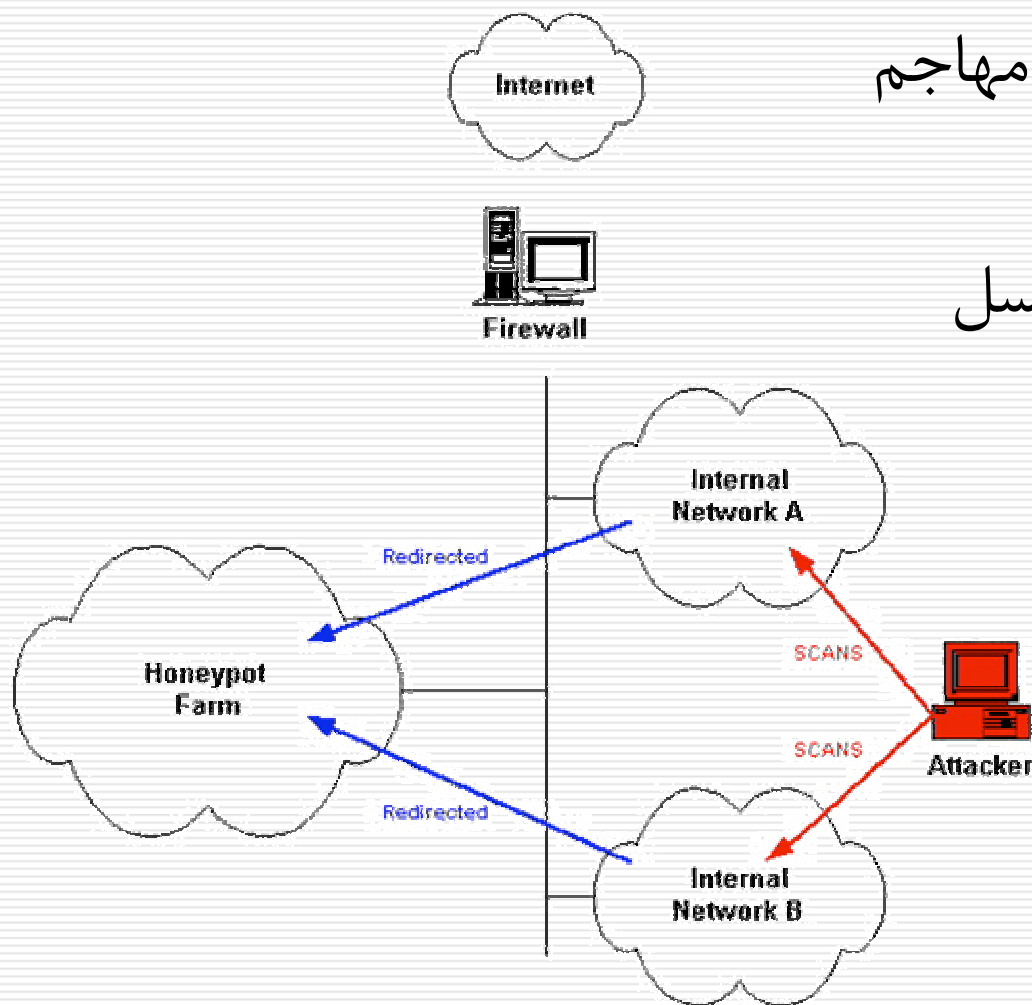 مهاجم
Internet
Firewall
Internal
Network A
Redirected
SCANS
Honeypot
Farm
SCANS
Attacker
Redirected
Internal
Network B